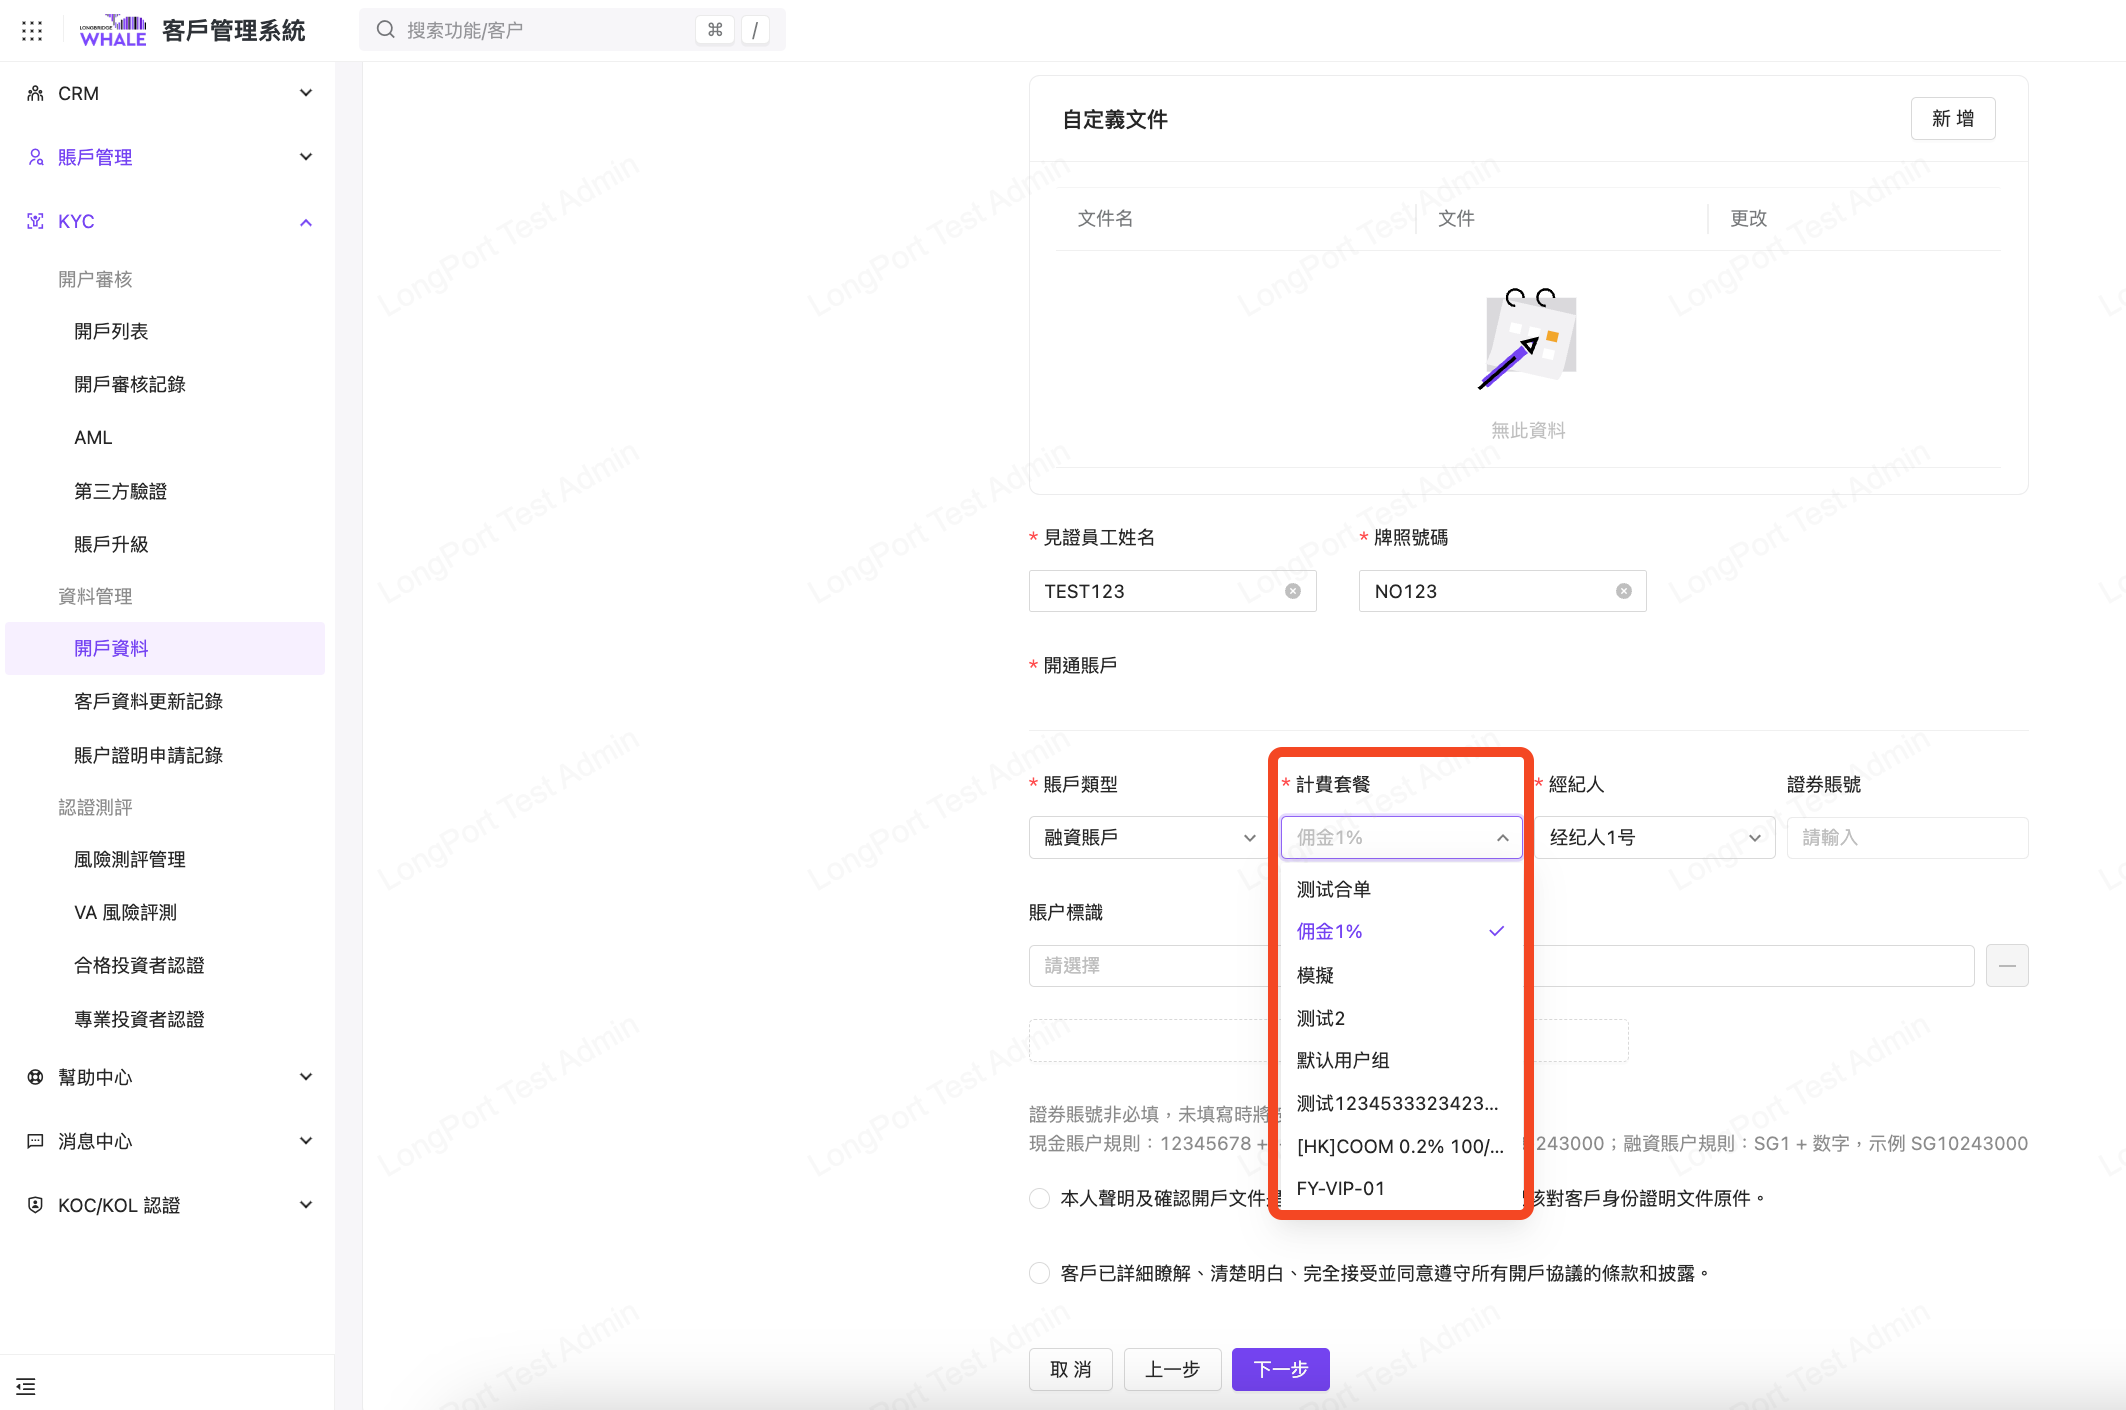 LONGBRIDGE
WHALE
客戶管理系統
搜索功能/客户
⌘
/
CRM
賬戶管理
KYC
開户審核
開戶列表
開戶審核記錄
AML
第三方驗證
賬戶升級
資料管理
開戶資料
客戶資料更新記錄
賬户證明申請記錄
認證測評
風險測評管理
VA 風險評測
合格投資者認證
專業投資者認證
幫助中心
消息中心
KOC/KOL 認證
自定義文件
新 增
文件名
文件
更改
無此資料
* 見證員工姓名
* 牌照號碼
TEST123
NO123
* 開通賬戶
* 賬戶類型
* 計費套餐
* 經紀人
證券賬號
融資賬戶
佣金1%
经纪人1号
請輸入
测试合单
佣金1%
模擬
测试2
默认用户组
测试1234533323423...
[HK]COOM 0.2% 100/...
FY-VIP-01
賬户標識
請選擇
證券賬號非必填，未填寫時將
現金賬户規則：12345678 +
243000；融資賬户規則：SG1 + 数字，示例 SG10243000
本人聲明及確認開戶文件
核對客戶身份證明文件原件。
客戶已詳細瞭解、清楚明白、完全接受並同意遵守所有開戶協議的條款和披露。
取 消
上一步
下一步
LongPort Test Admin